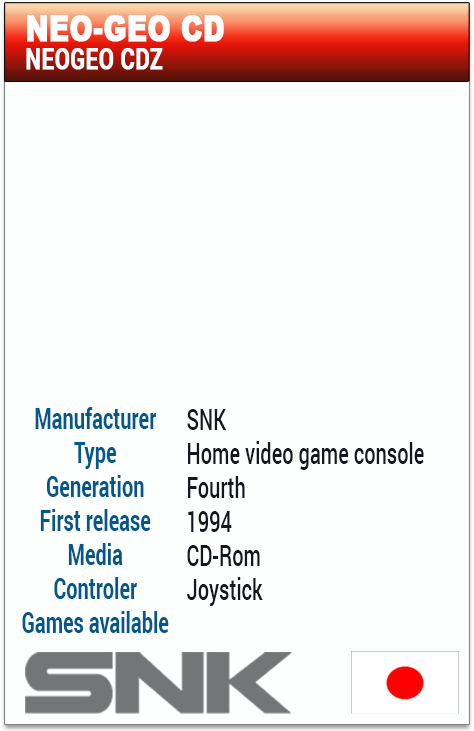 NEO-GEO CD
NEOGEO CDZ
Manufacturer SNK
Type Home video game console
Generation Fourth
First release 1994
Media CD-Rom
Controler Joystick
Games available
SNK